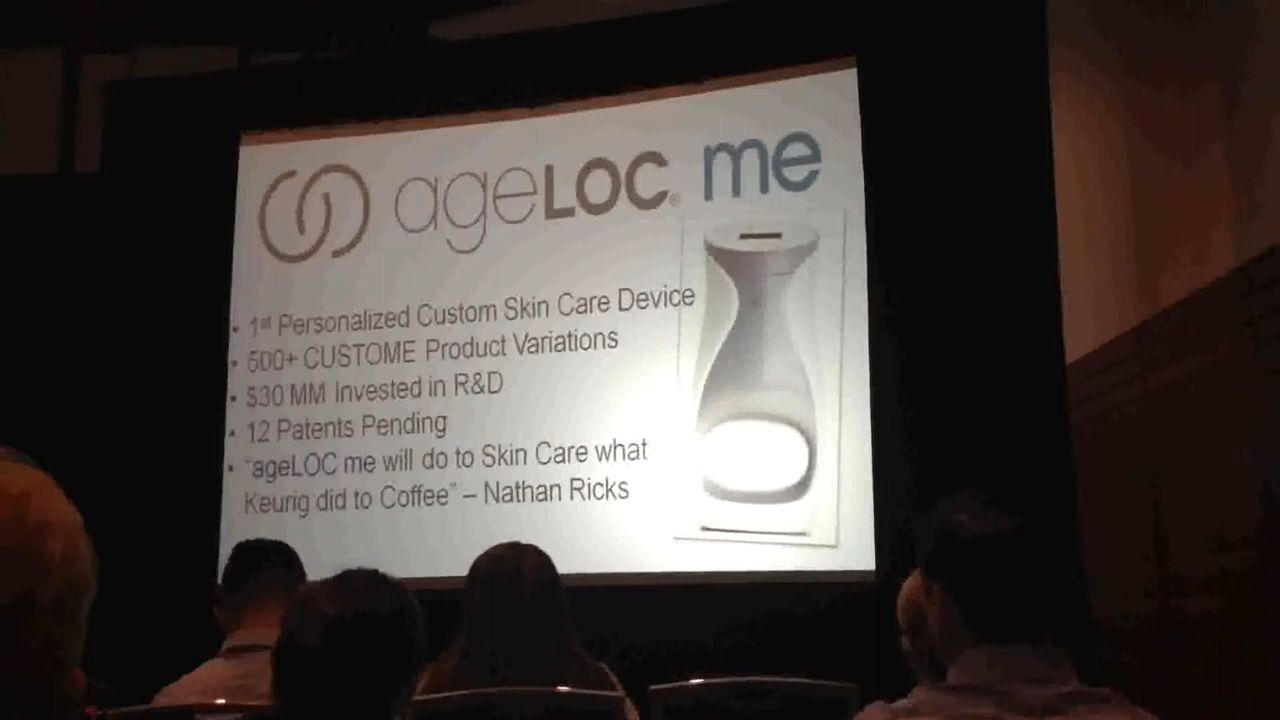 ageLOC® me
• 1st Personalized Custom Skin Care Device
• 500+ CUSTOME Product Variations
• $30 MM Invested in R&D
• 12 Patents Pending
• "ageLOC me will do to Skin Care what
Keurig did to Coffee" – Nathan Ricks